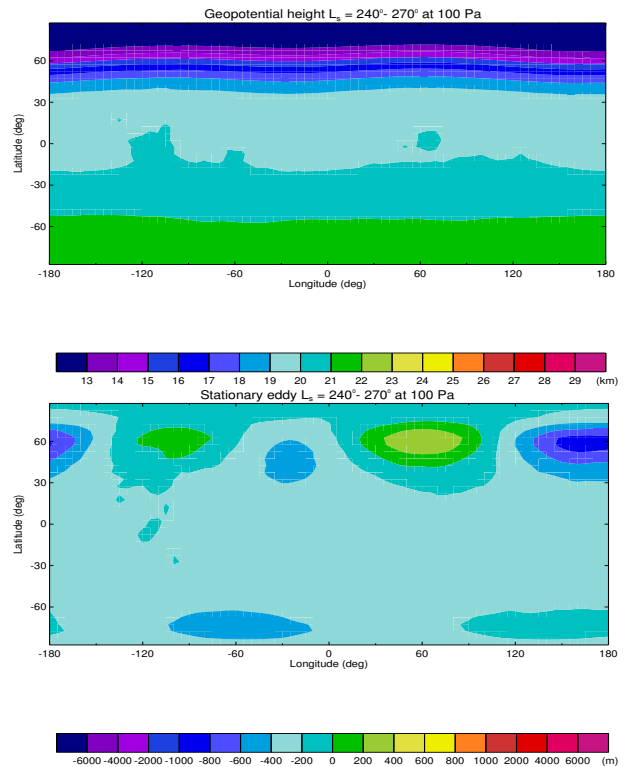 Geopotential height Ls = 240°- 270° at 100 Pa
60
30
0
-30
-60
Latitude (deg)
-180 -120 -60 0 60 120 180
Longitude (deg)
13 14 15 16 17 18 19 20 21 22 23 24 25 26 27 28 29 (km)
Stationary eddy Ls = 240°- 270° at 100 Pa
60
30
0
-60
Latitude (deg)
-180 -120 -60 0 60 120 180
Longitude (deg)
-6000 -4000 -2000 -1000 -800 -600 -400 -200 0 200 400 600 800 1000 2000 4000 6000 (m)